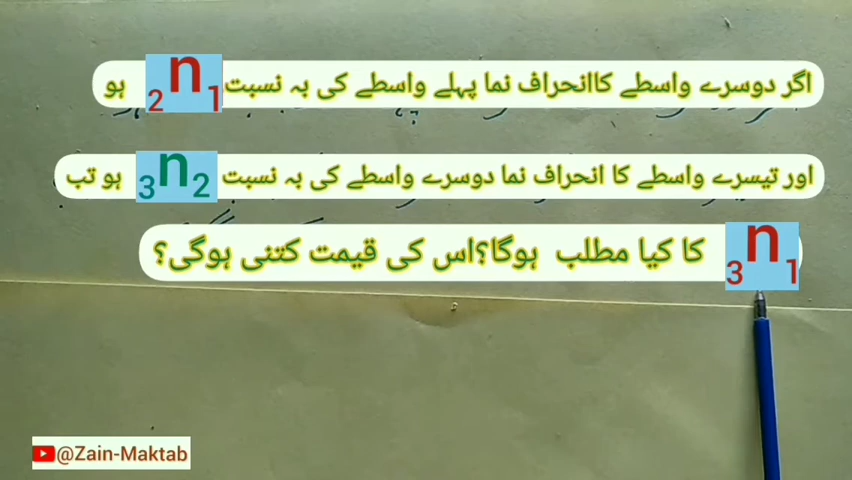 اگر دوسرے واسطے کاانحراف نما پہلے واسطے کی بہ نسبت ₂n₁ ہو
اور تیسرے واسطے کا انحراف نما دوسرے واسطے کی بہ نسبت ₃n₂ ہو تب
₃n₁ کا کیا مطلب ہوگا؟اس کی قیمت کتنی ہوگی؟
@Zain-Maktab